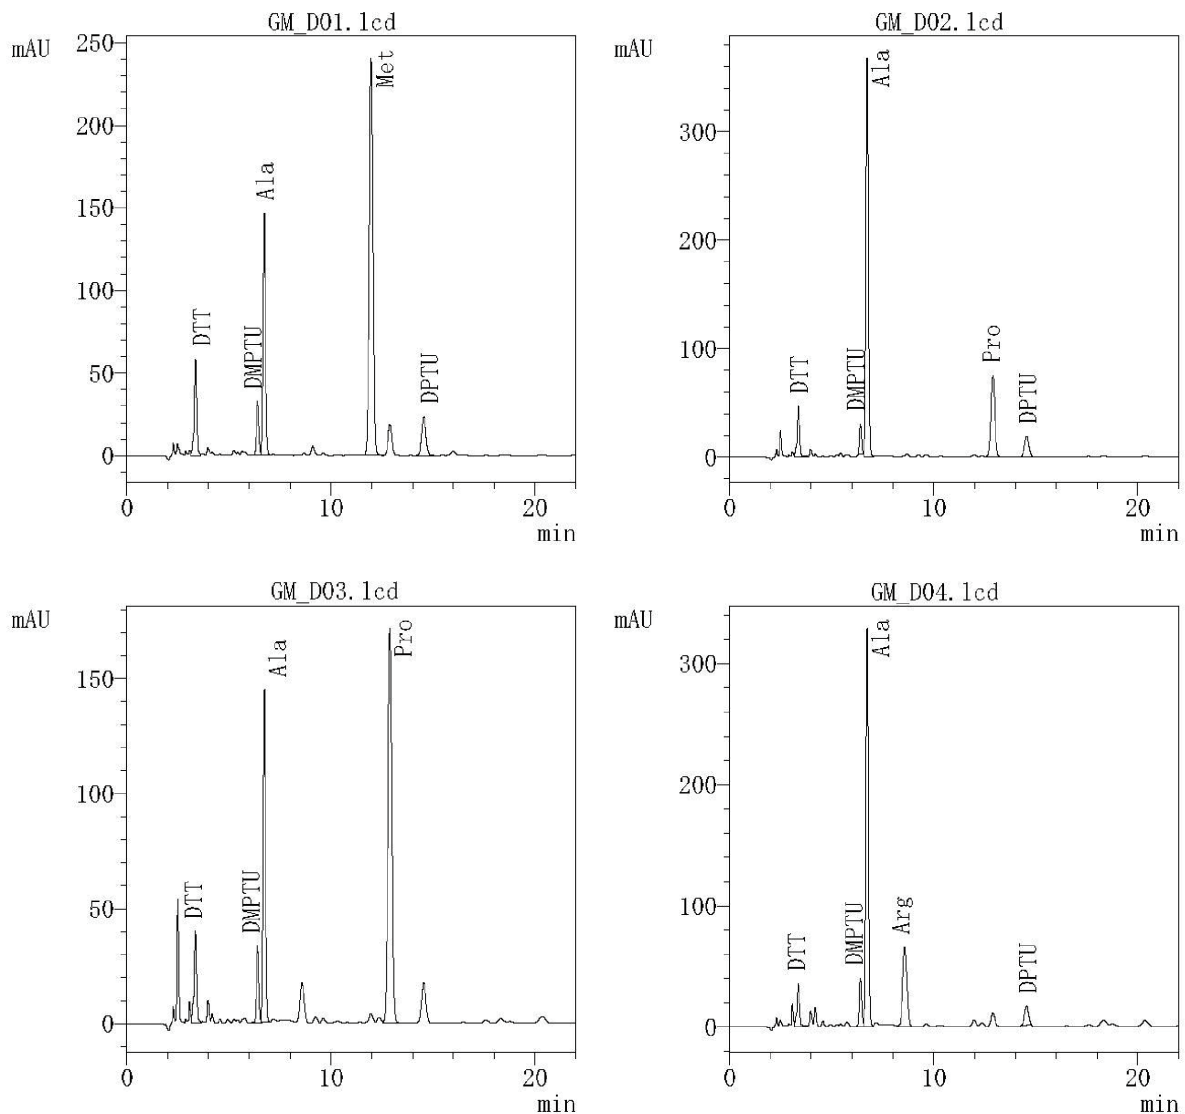 GM_D01.lcd
mAU
250
200
150
100
50
0
DTT
DMPTU
Ala
Met
DPTU
0
10
20
min
GM_D02.lcd
mAU
300
200
100
0
DTT
DMPTU
Ala
Pro
DPTU
0
10
20
min
GM_D03.lcd
mAU
150
100
50
0
DTT
DMPTU
Ala
Pro
0
10
20
min
GM_D04.lcd
mAU
300
200
100
0
DTT
DMPTU
Ala
Arg
DPTU
0
10
20
min